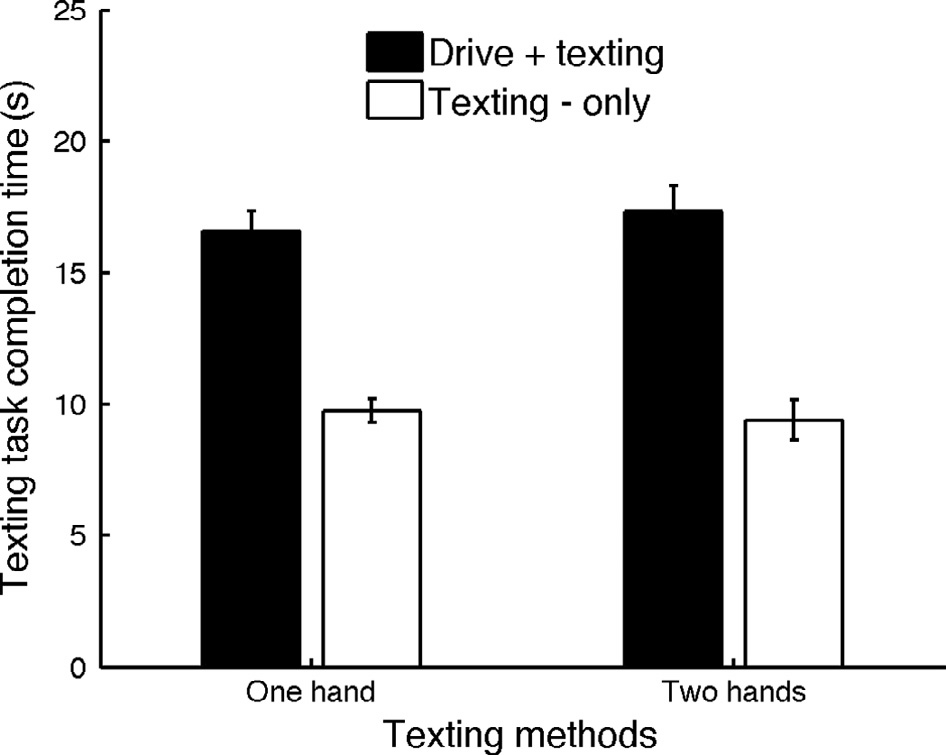 Texting task completion time (s)
25
20
15
10
5
0
Drive + texting
Texting - only
One hand
Two hands
Texting methods